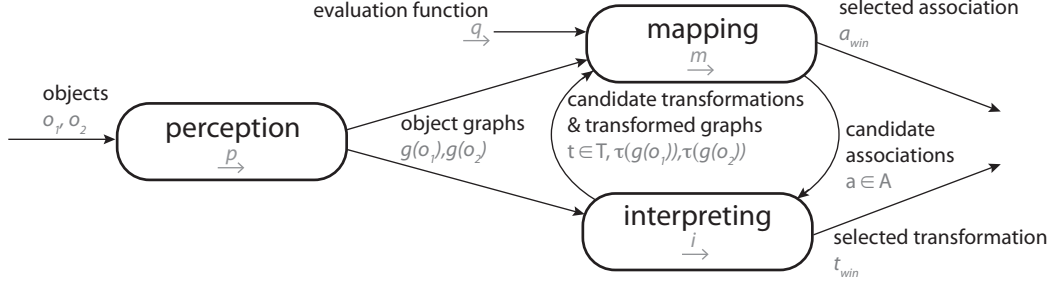 evaluation function
q
mapping
m
selected association
a_win
objects
o_1, o_2
perception
p
object graphs
g(o_1),g(o_2)
candidate transformations
& transformed graphs
t ∈ T, τ(g(o_1)),τ(g(o_2))
candidate
associations
a ∈ A
interpreting
i
selected transformation
t_win